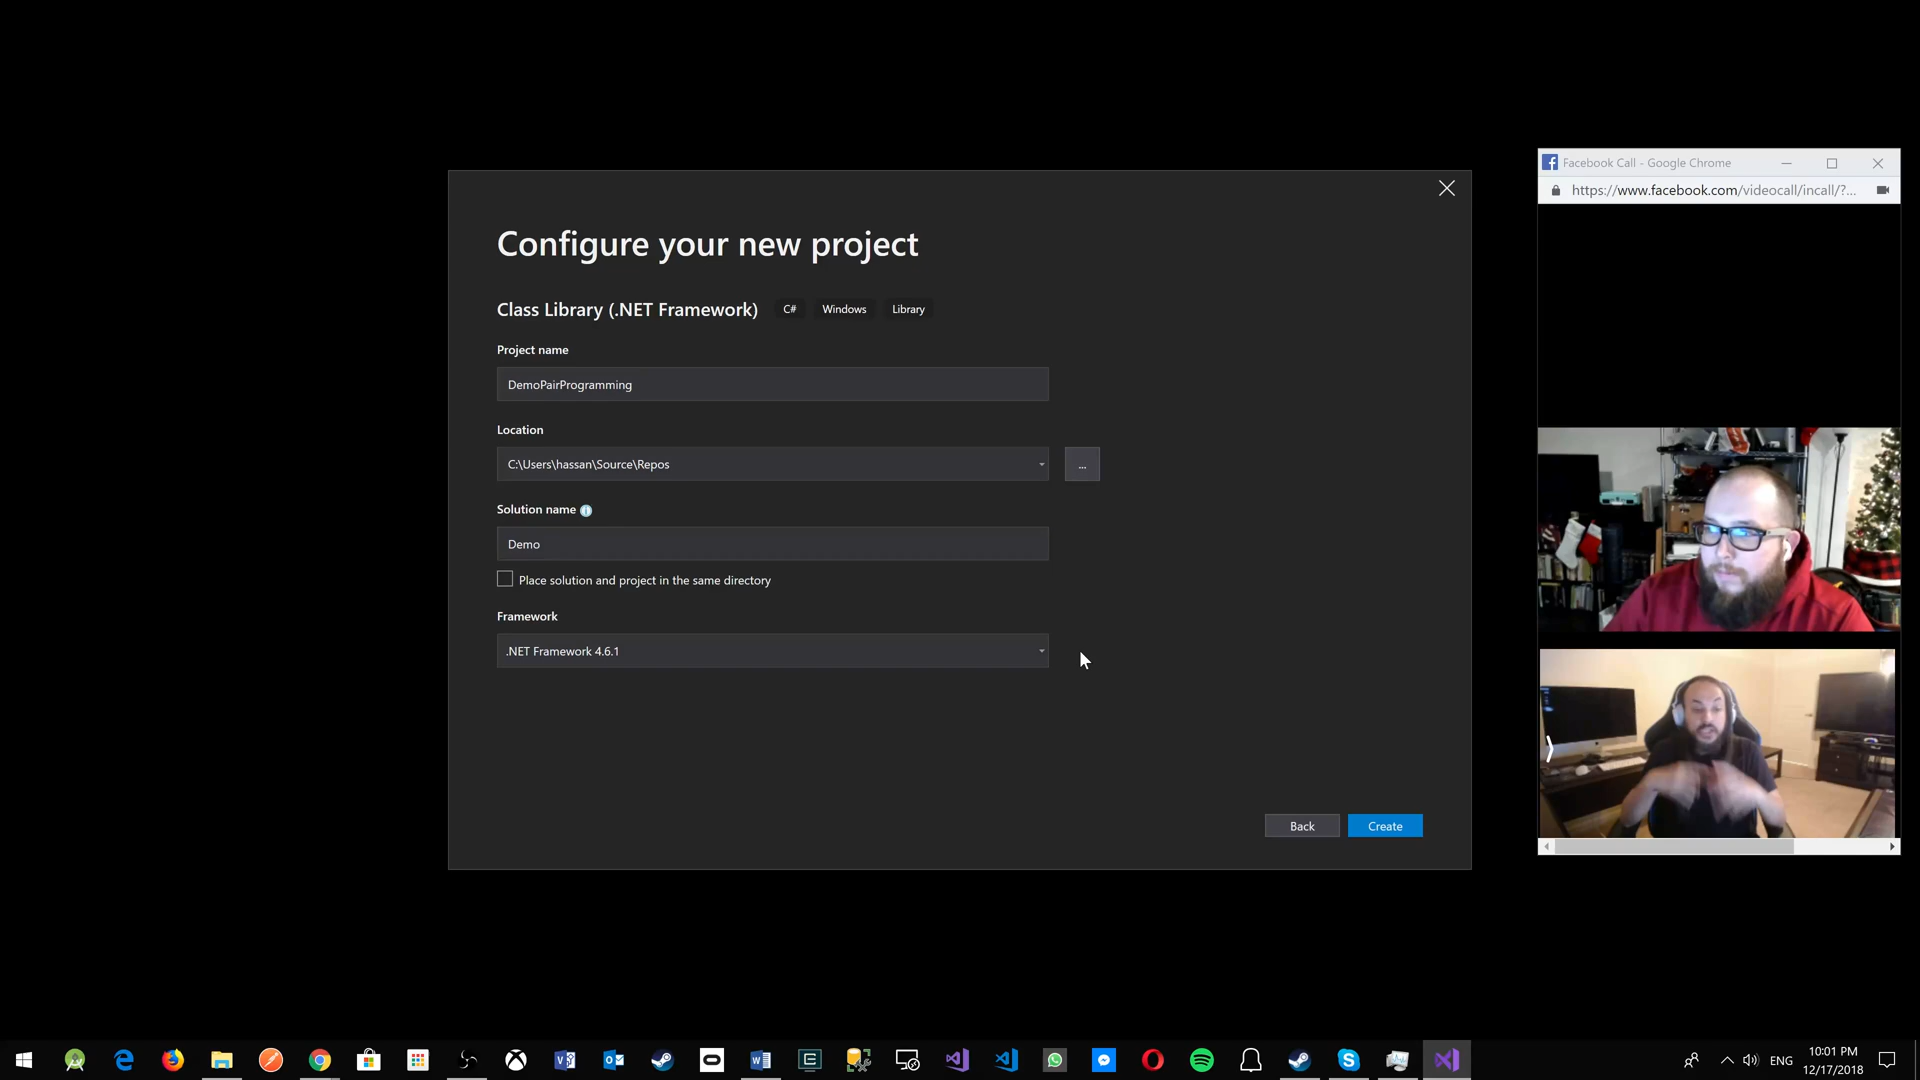 Configure your new project
Class Library (.NET Framework) C# Windows Library
Project name
DemoPairProgramming
Location
C:\Users\hassan\Source\Repos
...
Solution name
Demo
Place solution and project in the same directory
Framework
.NET Framework 4.6.1
Back Create
Facebook Call - Google Chrome
https://www.facebook.com/videocall/incall/?...
ENG
10:01 PM
12/17/2018